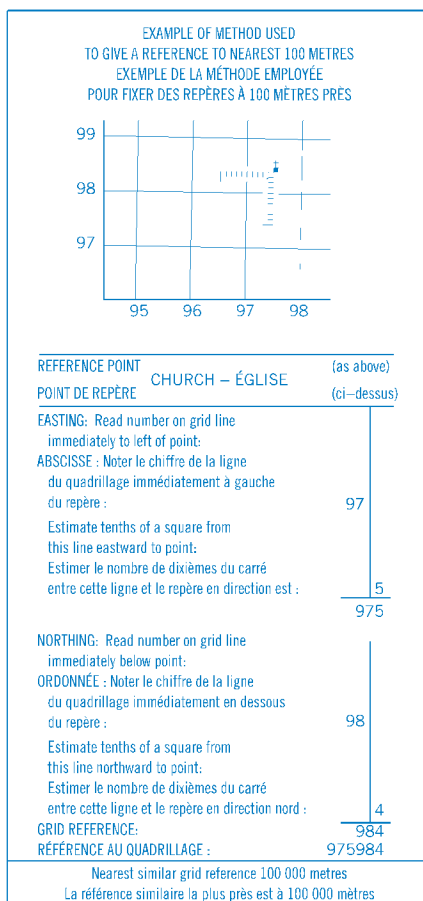 EXAMPLE OF METHOD USED
TO GIVE A REFERENCE TO NEAREST 100 METRES
EXEMPLE DE LA MÉTHODE EMPLOYÉE
POUR FIXER DES REPÈRES À 100 MÈTRES PRÈS
99
98
97
95 96 97 98
REFERENCE POINT
POINT DE REPÈRE
CHURCH – ÉGLISE
(as above)
(ci–dessus)
EASTING: Read number on grid line
immediately to left of point:
ABSCISSE : Noter le chiffre de la ligne
du quadrillage immédiatement à gauche
du repère : 97
Estimate tenths of a square from
this line eastward to point:
Estimer le nombre de dixièmes du carré
entre cette ligne et le repère en direction est : 5
975
NORTHING: Read number on grid line
immediately below point:
ORDONNÉE : Noter le chiffre de la ligne
du quadrillage immédiatement en dessous
du repère : 98
Estimate tenths of a square from
this line northward to point:
Estimer le nombre de dixièmes du carré
entre cette ligne et le repère en direction nord : 4
GRID REFERENCE: 984
RÉFÉRENCE AU QUADRILLAGE : 975984
Nearest similar grid reference 100 000 metres
La référence similaire la plus près est à 100 000 mètres